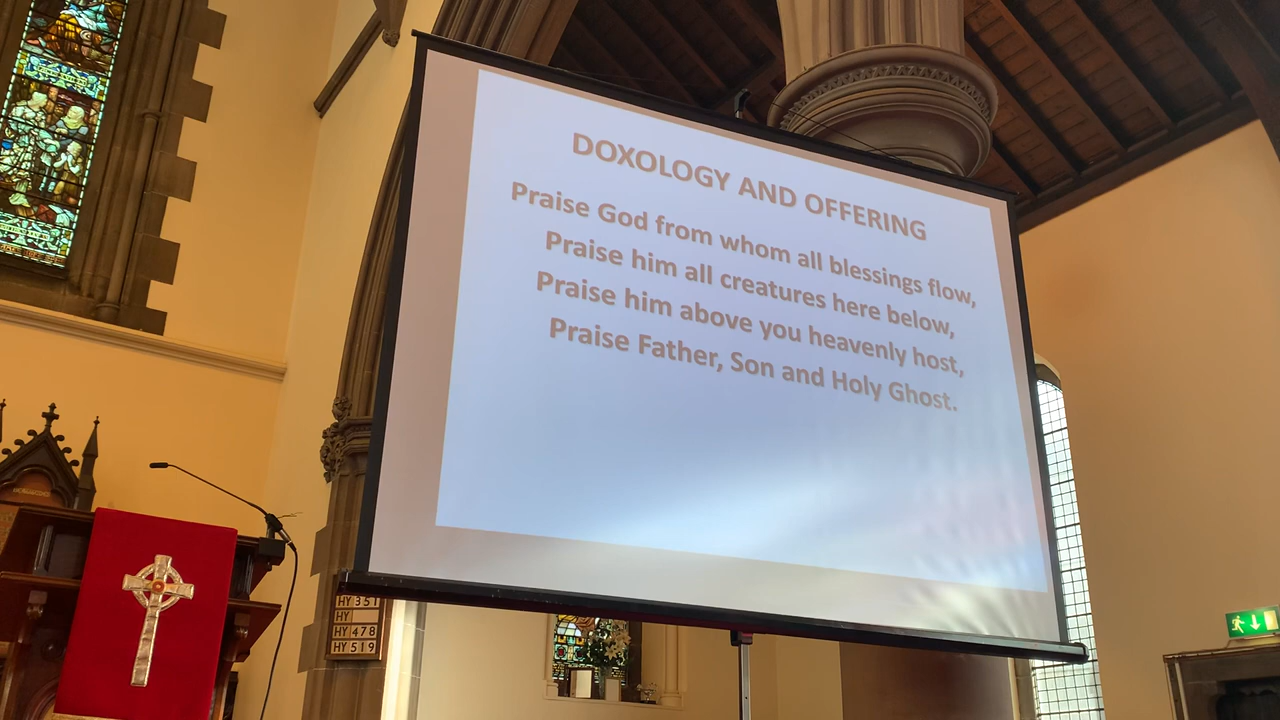 DOXOLOGY AND OFFERING
Praise God from whom all blessings flow,
Praise him all creatures here below,
Praise him above you heavenly host,
Praise Father, Son and Holy Ghost.
HY 351
HY
HY 478
HY 519